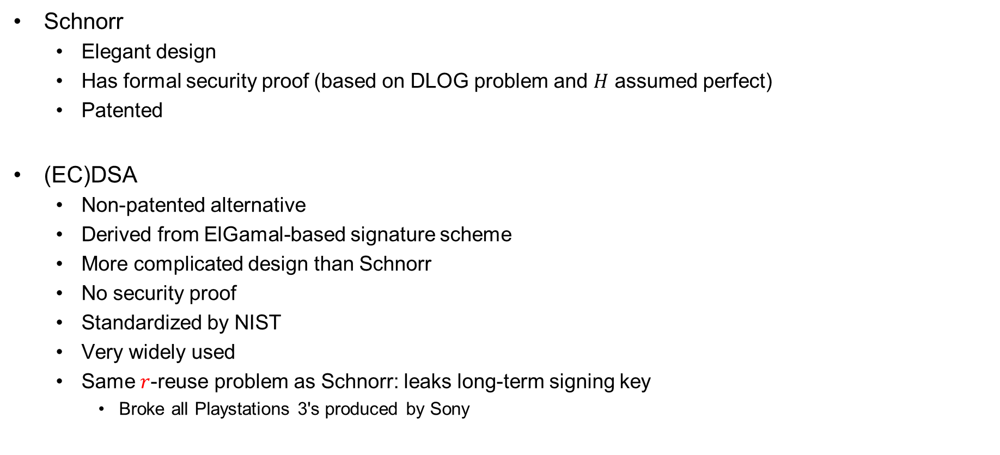 • Schnorr
• Elegant design
• Has formal security proof (based on DLOG problem and H assumed perfect)
• Patented
• (EC)DSA
• Non-patented alternative
• Derived from ElGamal-based signature scheme
• More complicated design than Schnorr
• No security proof
• Standardized by NIST
• Very widely used
• Same r-reuse problem as Schnorr: leaks long-term signing key
• Broke all Playstations 3's produced by Sony